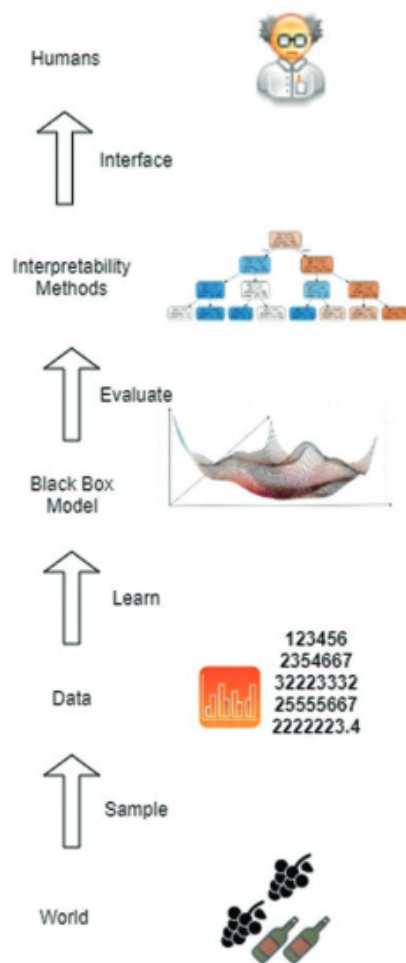 Humans
Interface
Interpretability
Methods
Evaluate
Black Box
Model
Learn
123456
2354667
32223332
25555667
2222223.4
Data
Sample
World